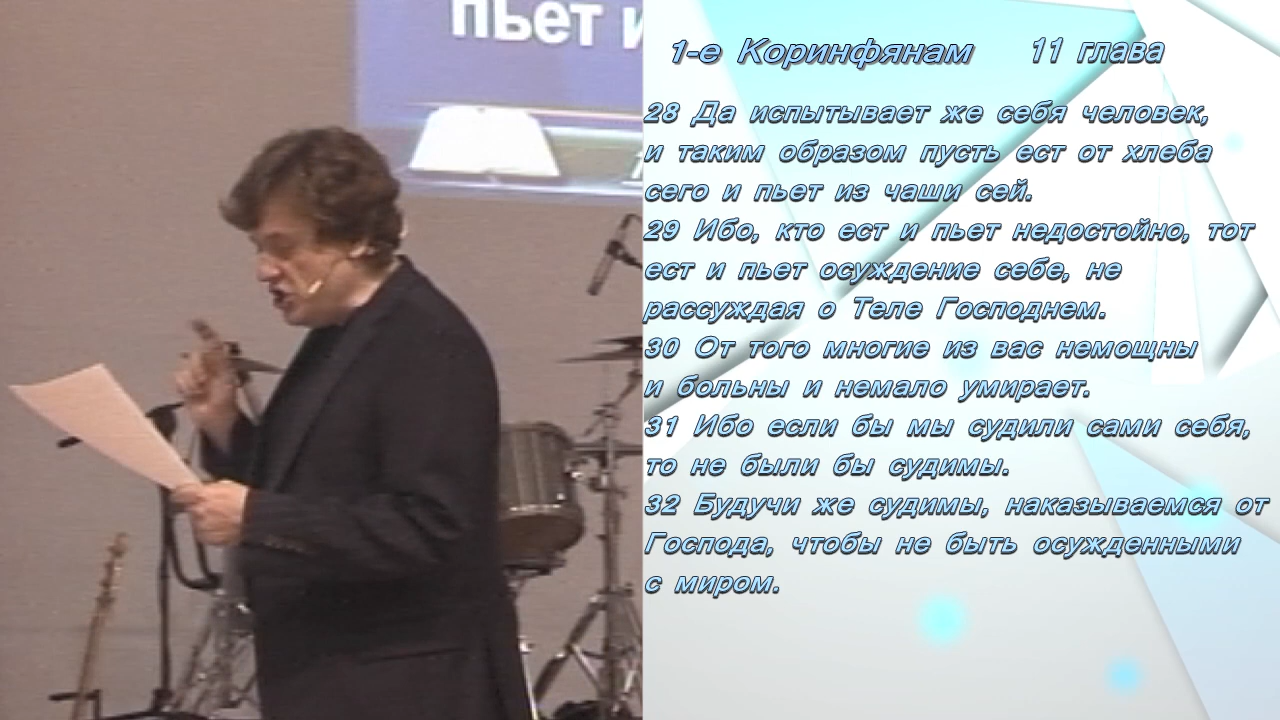 пьет и
1-е Коринфянам 11 глава
28 Да испытывает же себя человек,
и таким образом пусть ест от хлеба
сего и пьет из чаши сей.
29 Ибо, кто ест и пьет недостойно, тот
ест и пьет осуждение себе, не
рассуждая о Теле Господнем.
30 От того многие из вас немощны
и больны и немало умирает.
31 Ибо если бы мы судили сами себя,
то не были бы судимы.
32 Будучи же судимы, наказываемся от
Господа, чтобы не быть осужденными
с миром.